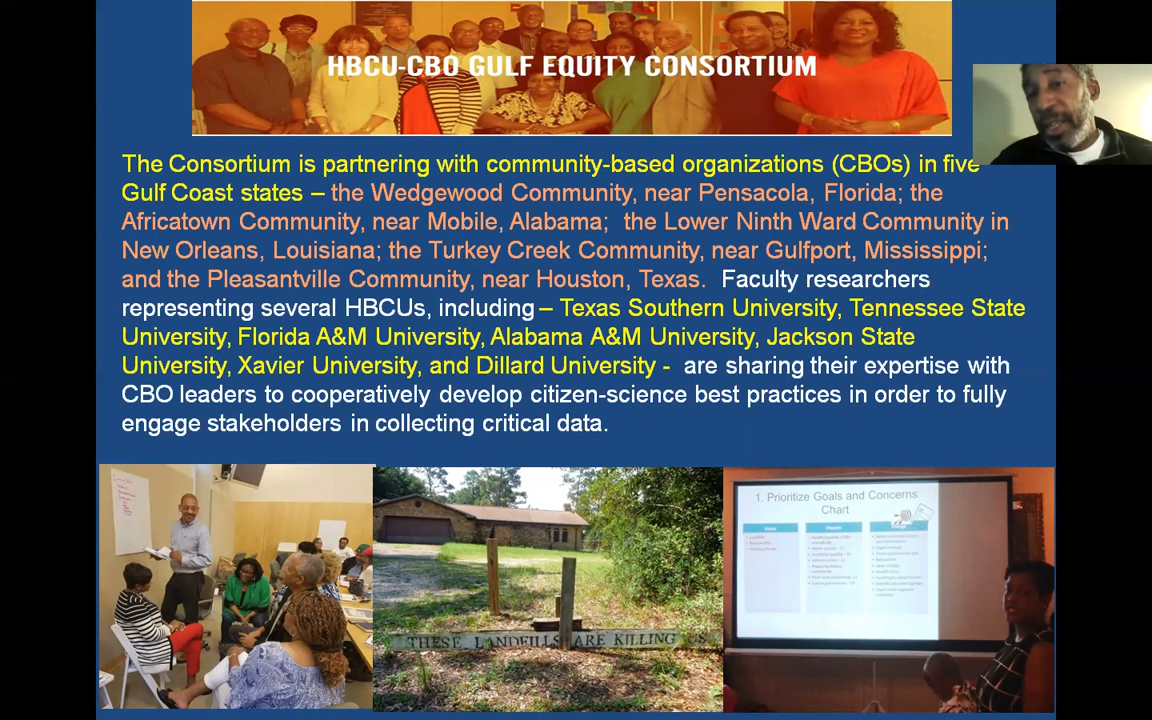 HBCU-CBO GULF EQUITY CONSORTIUM
The Consortium is partnering with community-based organizations (CBOs) in five
Gulf Coast states – the Wedgewood Community, near Pensacola, Florida; the
Africatown Community, near Mobile, Alabama;  the Lower Ninth Ward Community in
New Orleans, Louisiana; the Turkey Creek Community, near Gulfport, Mississippi;
and the Pleasantville Community, near Houston, Texas.  Faculty researchers
representing several HBCUs, including – Texas Southern University, Tennessee State
University, Florida A&M University, Alabama A&M University, Jackson State
University, Xavier University, and Dillard University -  are sharing their expertise with
CBO leaders to cooperatively develop citizen-science best practices in order to fully
engage stakeholders in collecting critical data.
THESE LANDFILLS ARE KILLING US
1. Prioritize Goals and Concerns
Chart